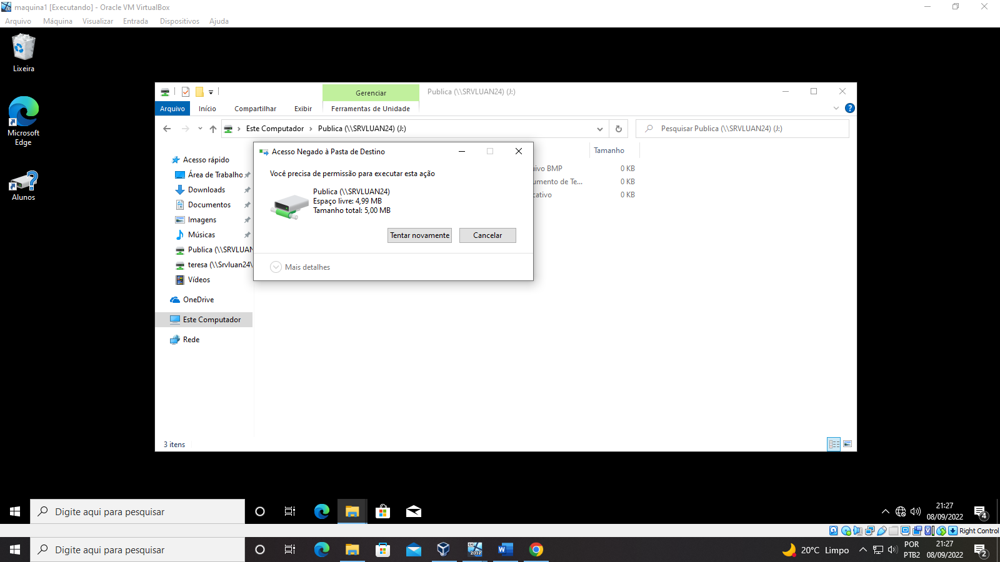 maquina1 [Executando] - Oracle VM VirtualBox
Arquivo Máquina Visualizar Entrada Dispositivos Ajuda
Lixeira
Microsoft
Edge
Alunos
Gerenciar
Publica (\\SRVLUAN24) (J:)
Arquivo Início Compartilhar Exibir Ferramentas de Unidade
Este Computador Publica (\\SRVLUAN24) (J:)
Pesquisar Publica (\\SRVLUAN24) (J:)
Acesso rápido
Área de Trabalho
Downloads
Documentos
Imagens
Músicas
Publica (\\SRVLUAN
teresa (\\Srvluan24\
Vídeos
OneDrive
Este Computador
Rede
Tamanho
ivo BMP 0 KB
umento de Te... 0 KB
cativo 0 KB
Acesso Negado à Pasta de Destino
Você precisa de permissão para executar esta ação
Publica (\\SRVLUAN24)
Espaço livre: 4,99 MB
Tamanho total: 5,00 MB
Tentar novamente Cancelar
Mais detalhes
3 itens
Digite aqui para pesquisar
21:27
08/09/2022
4
Right Control
Digite aqui para pesquisar
64
2012
20°C Limpo
POR
PTB2
21:27
08/09/2022
2